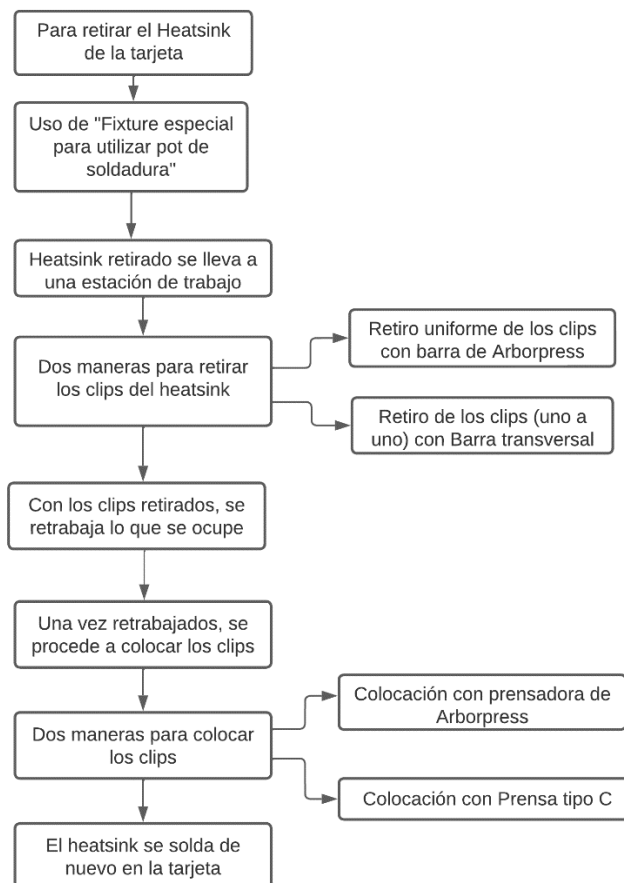 Para retirar el Heatsink
de la tarjeta
Uso de "Fixture especial
para utilizar pot de
soldadura"
Heatsink retirado se lleva a
una estación de trabajo
Dos maneras para retirar
los clips del heatsink
Retiro uniforme de los clips
con barra de Arborpress
Retiro de los clips (uno a
uno) con Barra transversal
Con los clips retirados, se
retrabaja lo que se ocupe
Una vez retrabajados, se
procede a colocar los clips
Dos maneras para colocar
los clips
Colocación con prensadora de
Arborpress
Colocación con Prensa tipo C
El heatsink se solda de
nuevo en la tarjeta